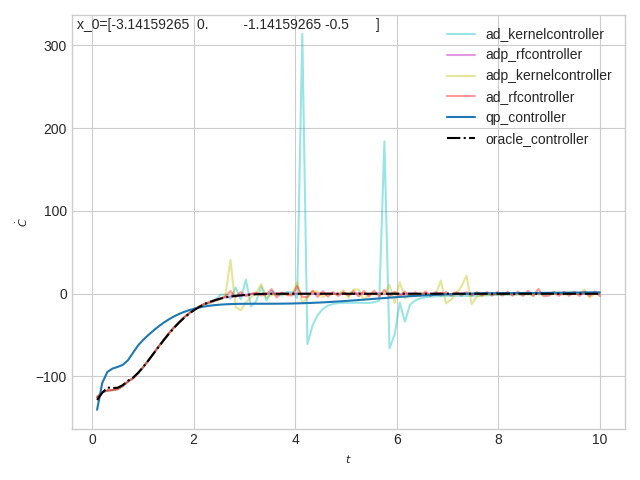 x_0=[-3.14159265 0. -1.14159265 -0.5 ]
ad_kernelcontroller
adp_rfcontroller
adp_kernelcontroller
ad_rfcontroller
qp_controller
oracle_controller
300
200
100
0
−100
Ċ
0 2 4 6 8 10
t